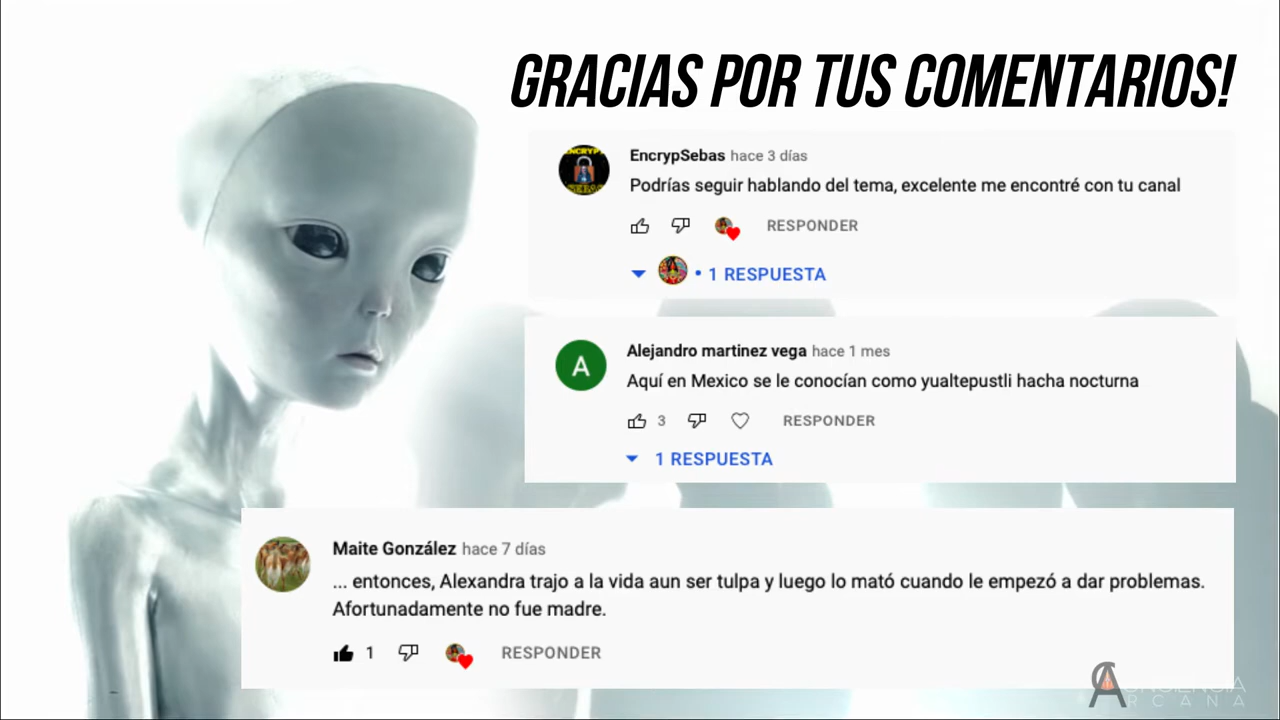 GRACIAS POR TUS COMENTARIOS!
EncrypSebas hace 3 días
Podrías seguir hablando del tema, excelente me encontré con tu canal
RESPONDER
• 1 RESPUESTA
A
Alejandro martinez vega hace 1 mes
Aquí en Mexico se le conocían como yualtepustli hacha nocturna
3 RESPONDER
1 RESPUESTA
Maite González hace 7 días
... entonces, Alexandra trajo a la vida aun ser tulpa y luego lo mató cuando le empezó a dar problemas.
Afortunadamente no fue madre.
1 RESPONDER
CONCIENCIA
ARCANA